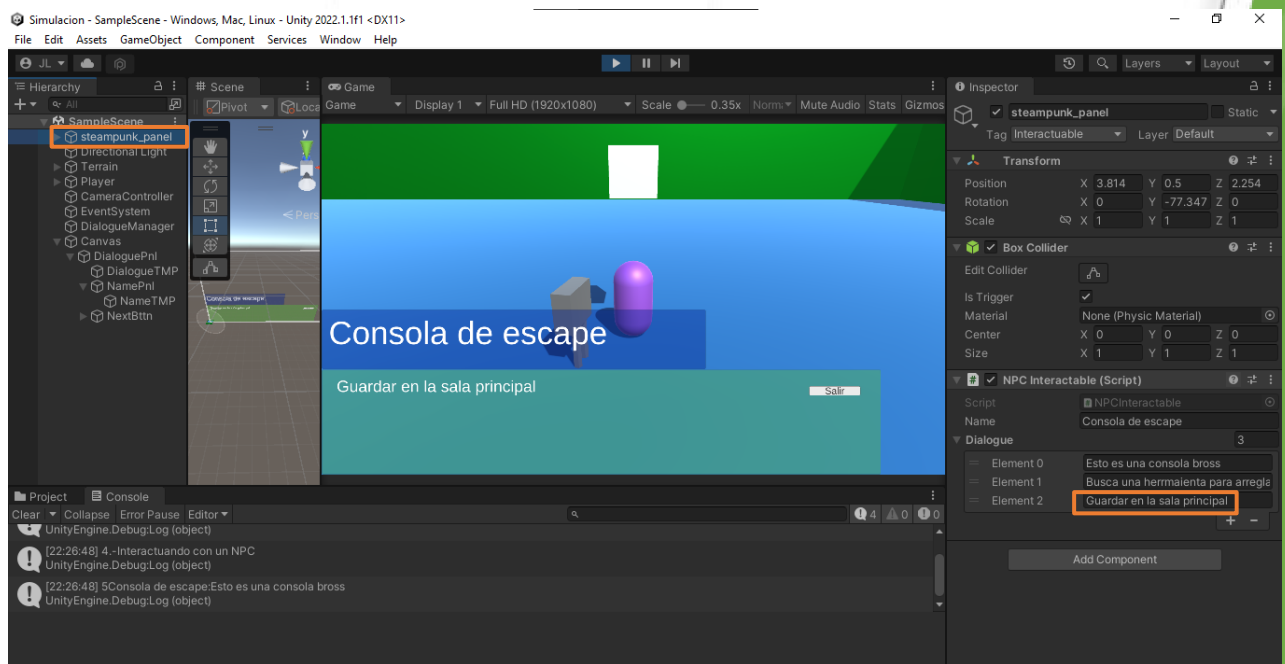 Simulacion - SampleScene - Windows, Mac, Linux - Unity 2022.1.1f1 <DX11>
File Edit Assets GameObject Component Services Window Help
JL Layers Layout
Hierarchy
All
SampleScene
steampunk_panel
Directional Light
Terrain
Player
CameraController
EventSystem
DialogueManager
Canvas
DialoguePnl
DialogueTMP
NamePnl
NameTMP
NextBttn
# Scene
Pivot Loca
y
< Pers
Consola de escape
Game
Game Display 1 Full HD (1920x1080) Scale 0.35x Mute Audio Stats Gizmos
Consola de escape
Guardar en la sala principal
Salir
Inspector
steampunk_panel Static
Tag Interactuable Layer Default
Transform
Position X 3.814 Y 0.5 Z 2.254
Rotation X 0 Y -77.347 Z 0
Scale X 1 Y 1 Z 1
Box Collider
Edit Collider
Is Trigger
Material None (Physic Material)
Center X 0 Y 0 Z 0
Size X 1 Y 1 Z 1
# NPC Interactable (Script)
Script NPCInteractable
Name Consola de escape
Dialogue 3
Element 0 Esto es una consola bross
Element 1 Busca una herrmaienta para arregla
Element 2 Guardar en la sala principal
+ -
Add Component
Project Console
Clear Collapse Error Pause Editor 4 0 0
UnityEngine.Debug:Log (object)
[22:26:48] 4.-Interactuando con un NPC
UnityEngine.Debug:Log (object)
[22:26:48] 5Consola de escape:Esto es una consola bross
UnityEngine.Debug:Log (object)